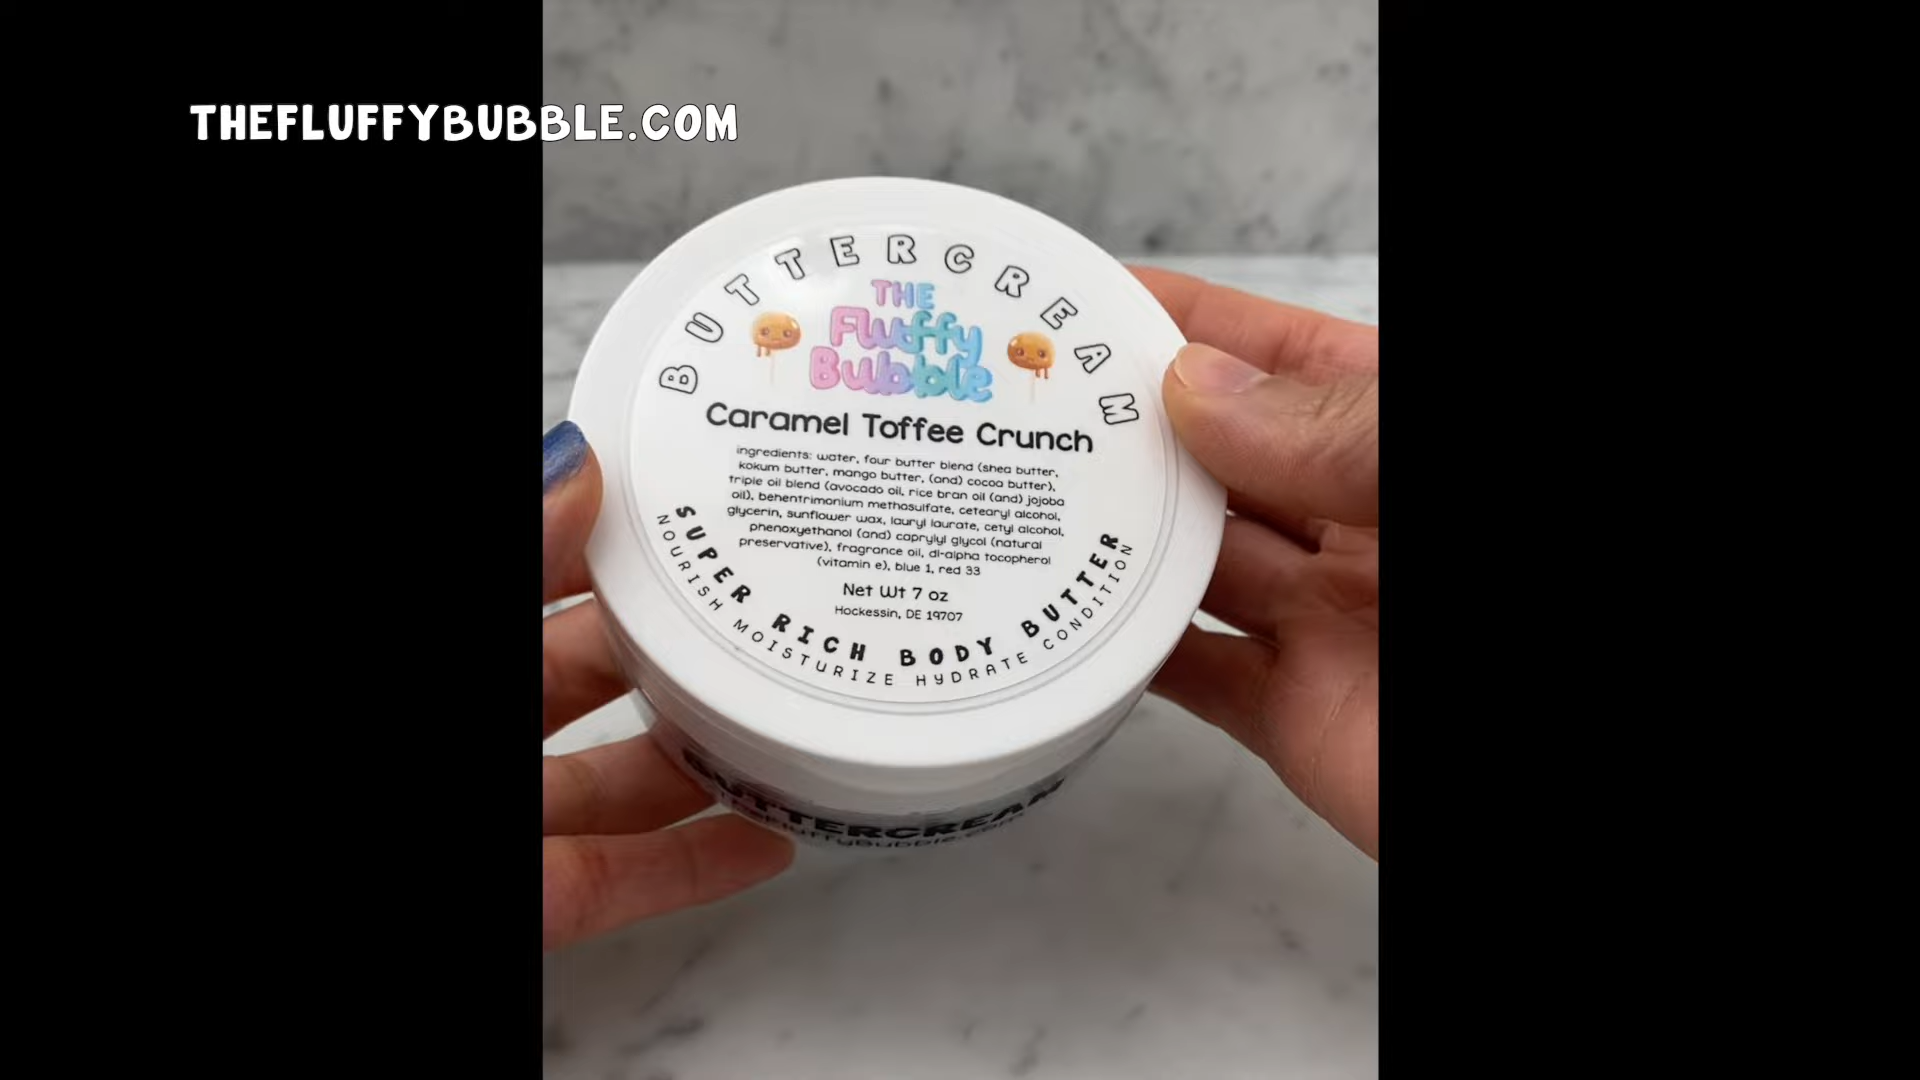 THEFLUFFYBUBBLE.COM
BUTTERCREAM
THE
Fluffy
Bubble
Caramel Toffee Crunch
ingredients: water, four butter blend (shea butter,
kokum butter, mango butter, (and) cocoa butter),
triple oil blend (avocado oil, rice bran oil (and) jojoba
oil), behentrimonium methosulfate, cetearyl alcohol,
glycerin, sunflower wax, lauryl laurate, cetyl alcohol,
phenoxyethanol (and) caprylyl glycol (natural
preservative), fragrance oil, dl-alpha tocopherol
(vitamin e), blue 1, red 33
Net Wt 7 oz
Hockessin, DE 19707
SUPER RICH BODY BUTTER
NOURISH MOISTURIZE HYDRATE CONDITION
BUTTERCREAM
TheFluffyBubble.com